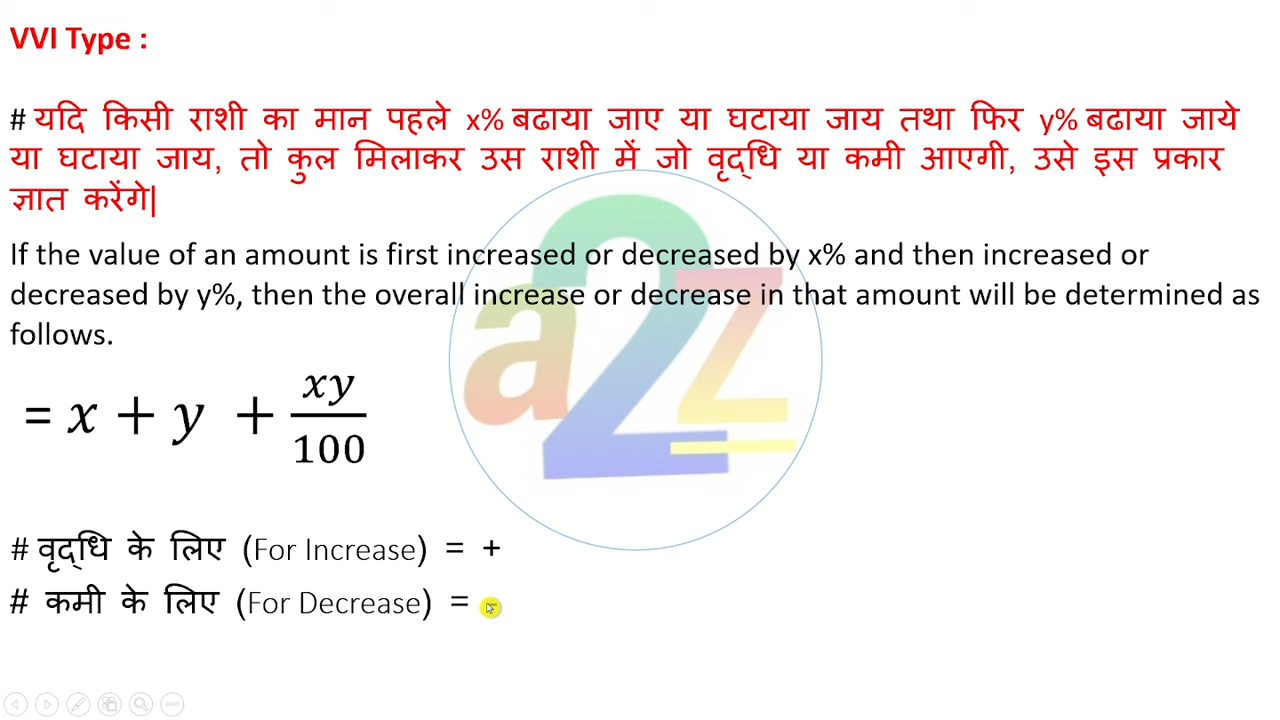 VVI Type :
# यदि किसी राशी का मान पहले x% बढाया जाए या घटाया जाय तथा फिर y% बढाया जाये
या घटाया जाय, तो कुल मिलाकर उस राशी में जो वृद्धि या कमी आएगी, उसे इस प्रकार
ज्ञात करेंगे|
If the value of an amount is first increased or decreased by x% and then increased or
decreased by y%, then the overall increase or decrease in that amount will be determined as
follows.
= x + y + xy/100
a2z
# वृद्धि के लिए (For Increase) = +
# कमी के लिए (For Decrease) = -